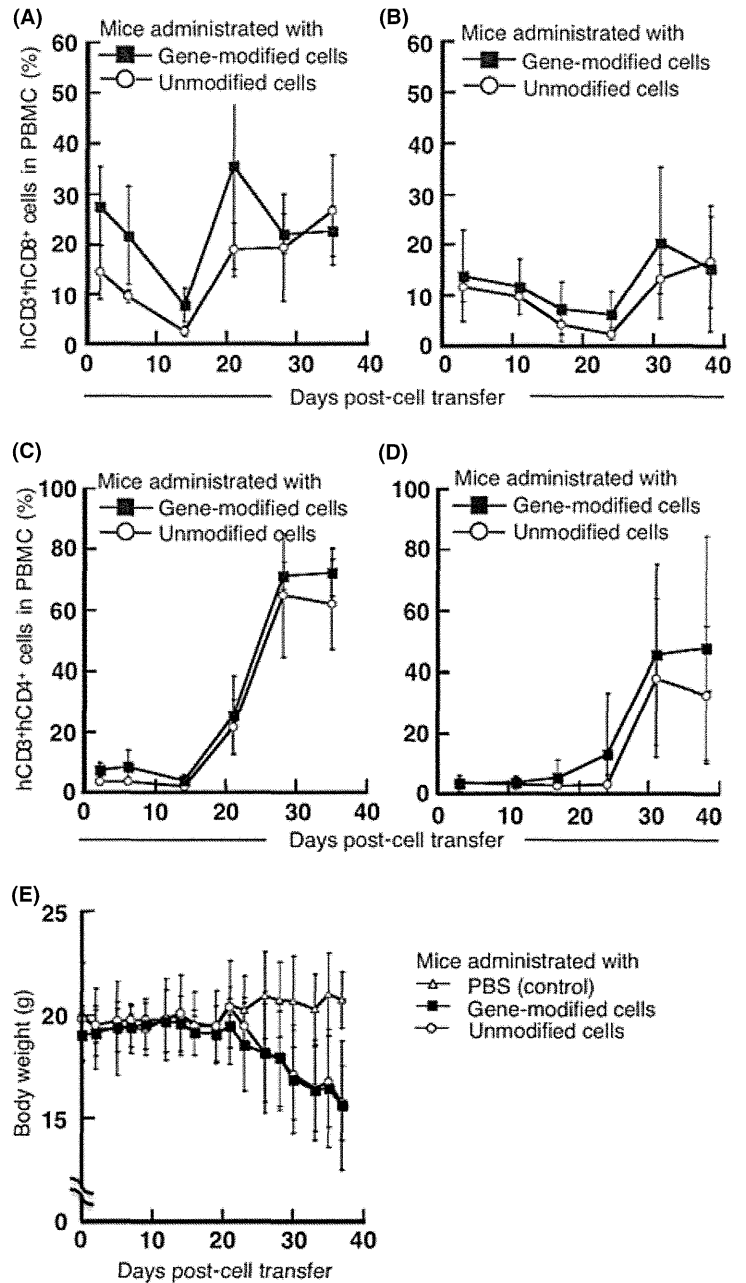 (A)
Mice administrated with
Gene-modified cells
Unmodified cells
hCD3+hCD8+ cells in PBMC (%)
60
50
40
30
20
10
0
0 10 20 30 40
(B)
Mice administrated with
Gene-modified cells
Unmodified cells
60
50
40
30
20
10
0
0 10 20 30 40
Days post-cell transfer
(C)
Mice administrated with
Gene-modified cells
Unmodified cells
hCD3+hCD4+ cells in PBMC (%)
100
80
60
40
20
0
0 10 20 30 40
(D)
Mice administrated with
Gene-modified cells
Unmodified cells
100
80
60
40
20
0
0 10 20 30 40
Days post-cell transfer
(E)
Body weight (g)
25
20
15
0
0 10 20 30 40
Days post-cell transfer
Mice administrated with
PBS (control)
Gene-modified cells
Unmodified cells